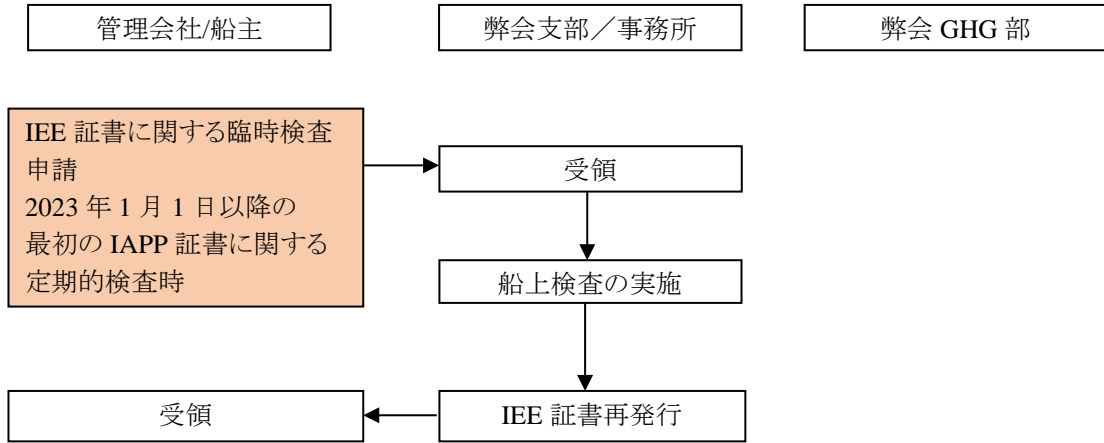 管理会社/船主
弊会支部／事務所
弊会 GHG 部
IEE 証書に関する臨時検査
申請
2023 年 1 月 1 日以降の
最初の IAPP 証書に関する
定期的検査時
受領
船上検査の実施
受領
IEE 証書再発行